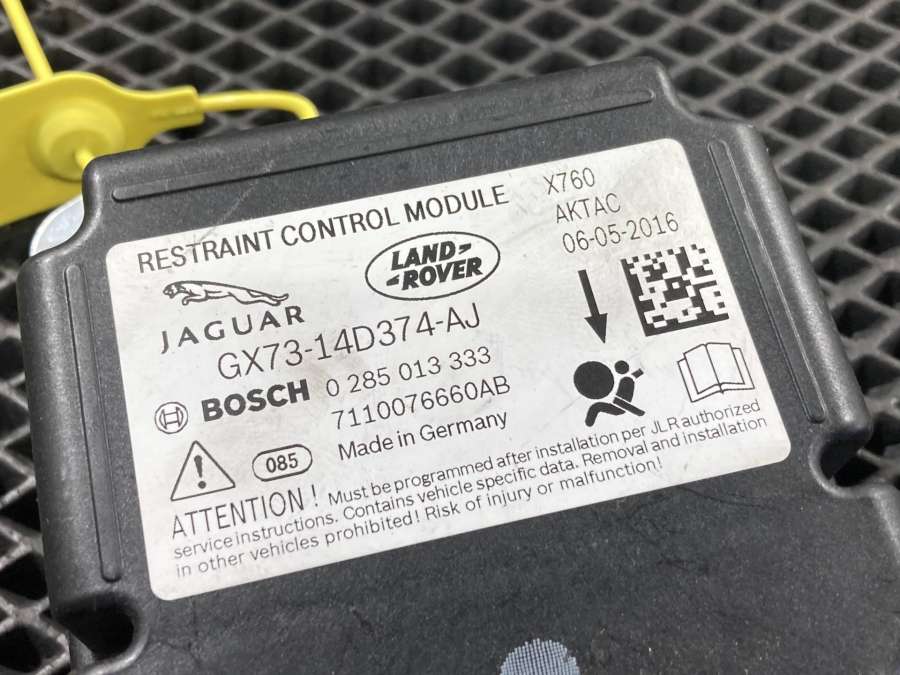 RESTRAINT CONTROL MODULE
X760
AKTAC
06-05-2016
JAGUAR
LAND-
-ROVER
GX73-14D374-AJ
BOSCH 0 285 013 333
7110076660AB
085 Made in Germany
ATTENTION! Must be programmed after installation per JLR authorized
service instructions. Contains vehicle specific data. Removal and installation
in other vehicles prohibited! Risk of injury or malfunction!